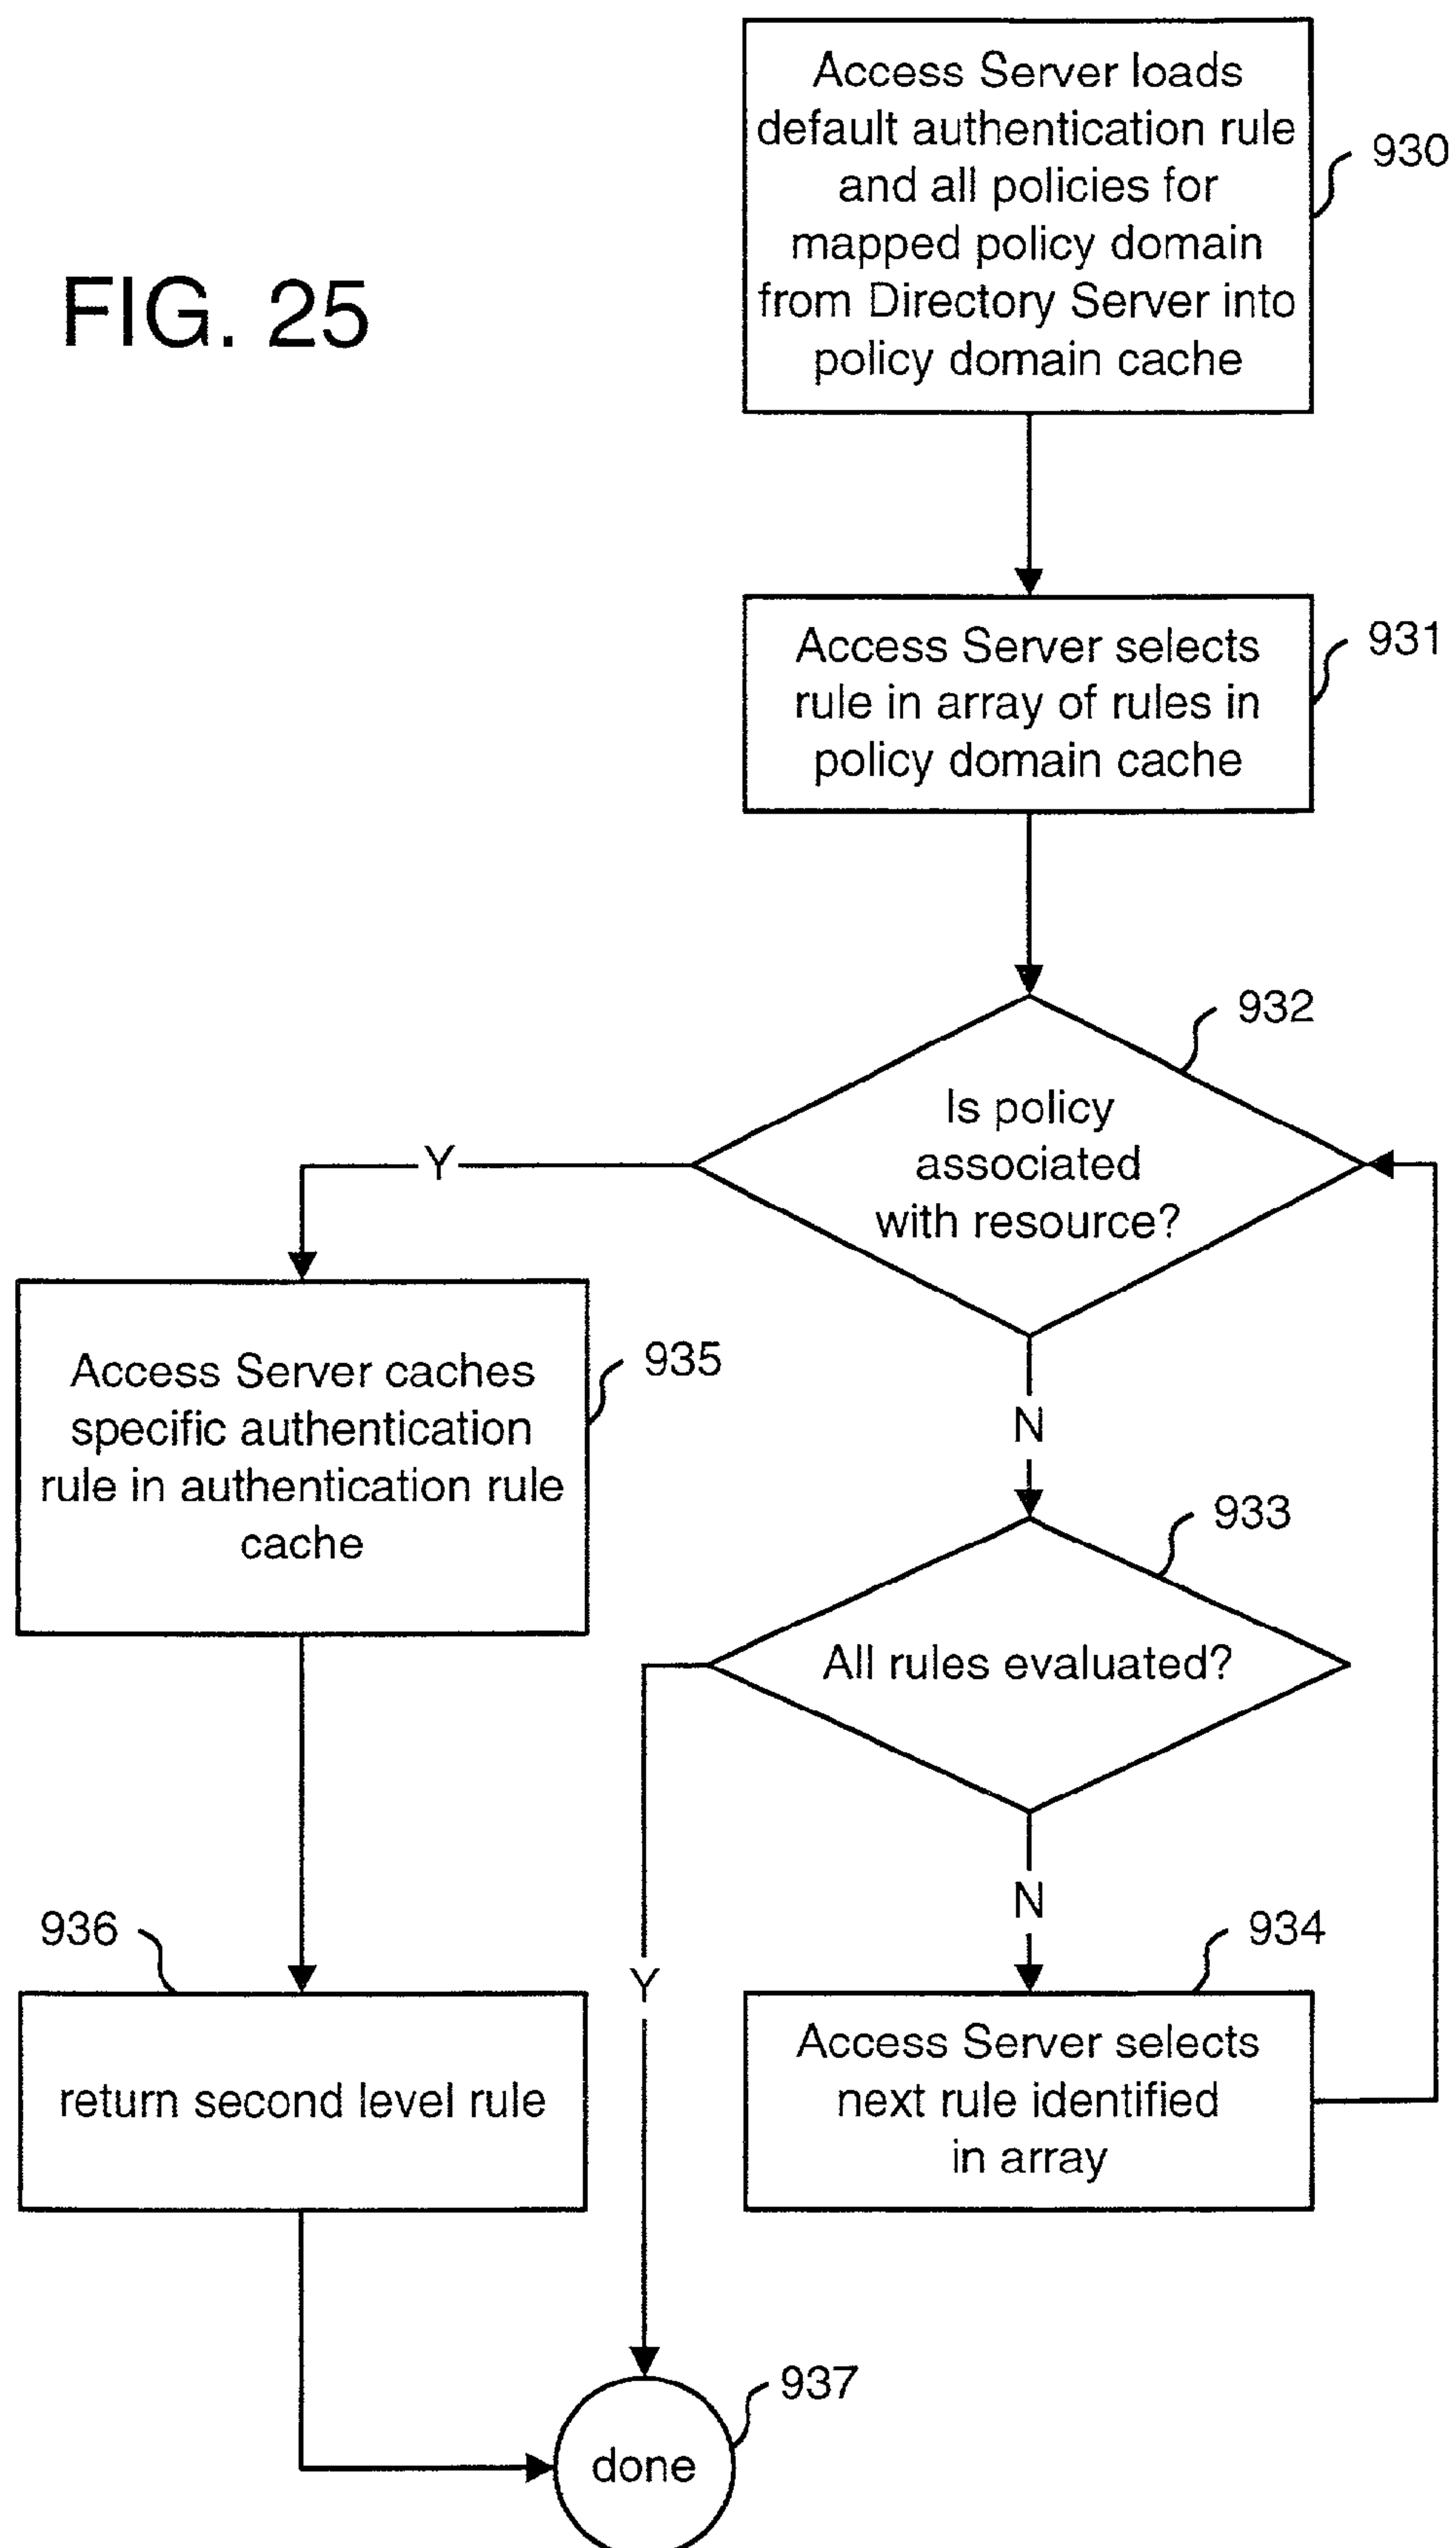 FIG. 25
Access Server loads
default authentication rule
and all policies for
mapped policy domain
from Directory Server into
policy domain cache
930
Access Server selects
rule in array of rules in
policy domain cache
931
932
Is policy
associated
with resource?
Y
N
Access Server caches
specific authentication
rule in authentication rule
cache
935
933
All rules evaluated?
Y
N
936
return second level rule
934
Access Server selects
next rule identified
in array
937
done